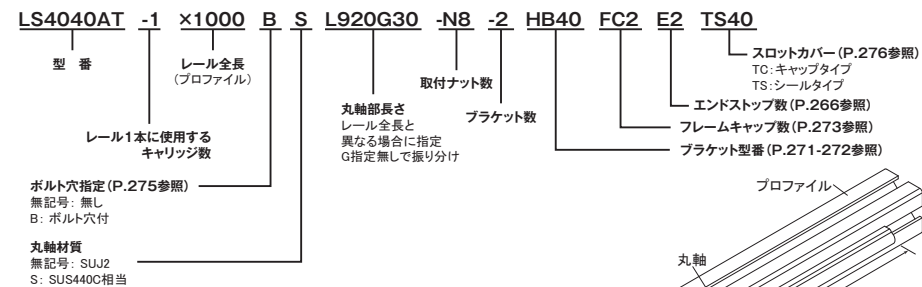 LS4040AT -1 ×1000 B S L920G30 -N8 -2 HB40 FC2 E2 TS40
型 番
レール全長
(プロファイル)
レール1本に使用する
キャリッジ数
ボルト穴指定(P.275参照)
無記号: 無し
B: ボルト穴付
丸軸材質
無記号: SUJ2
S: SUS440C相当
丸軸部長さ
レール全長と
異なる場合に指定
G指定無しで振り分け
取付ナット数
ブラケット数
スロットカバー(P.276参照)
TC:キャップタイプ
TS:シールタイプ
エンドストップ数(P.266参照)
フレームキャップ数(P.273参照)
ブラケット型番(P.271-272参照)
プロファイル
丸軸